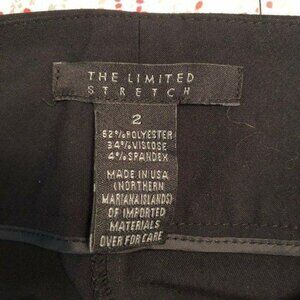 THE LIMITED
STRETCH
2
62% POLYESTER
34% VISCOSE
4% SPANDEX
MADE IN USA
(NORTHERN
MARIANA ISLANDS)
OF IMPORTED
MATERIALS
OVER FOR CARE